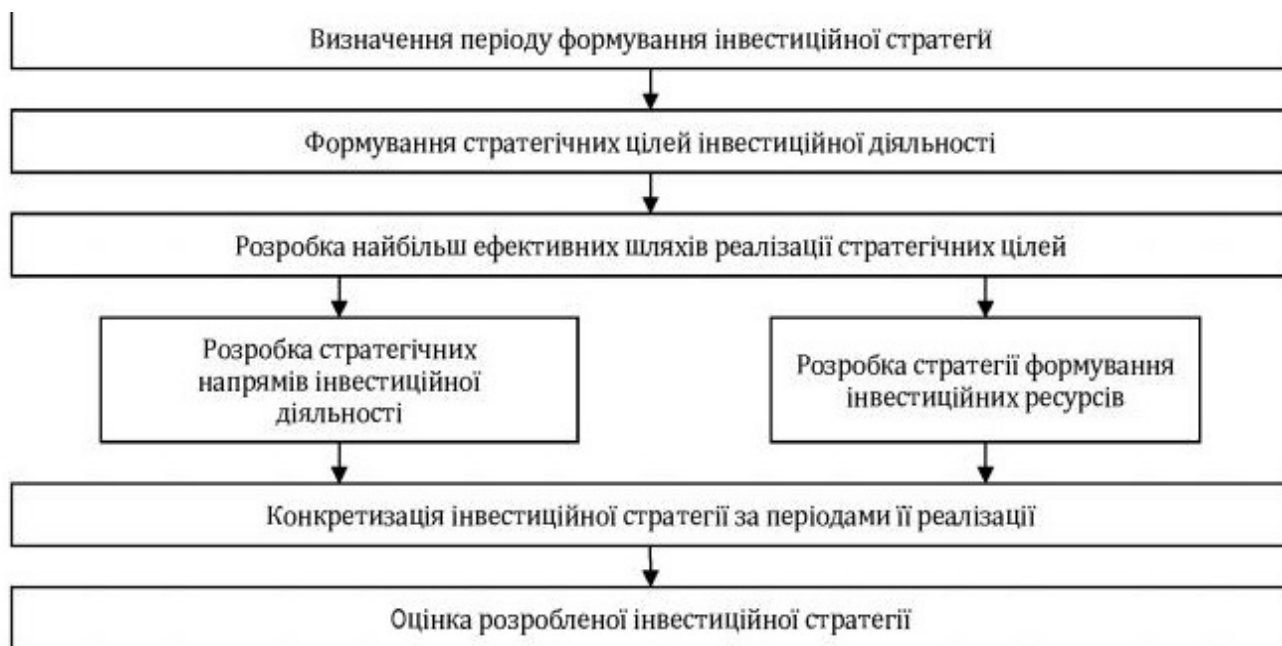 Визначення періоду формування інвестиційної стратегії
Формування стратегічних цілей інвестиційної діяльності
Розробка найбільш ефективних шляхів реалізації стратегічних цілей
Розробка стратегічних
напрямів інвестиційної
діяльності
Розробка стратегії формування
інвестиційних ресурсів
Конкретизація інвестиційної стратегії за періодами її реалізації
Оцінка розробленої інвестиційної стратегії